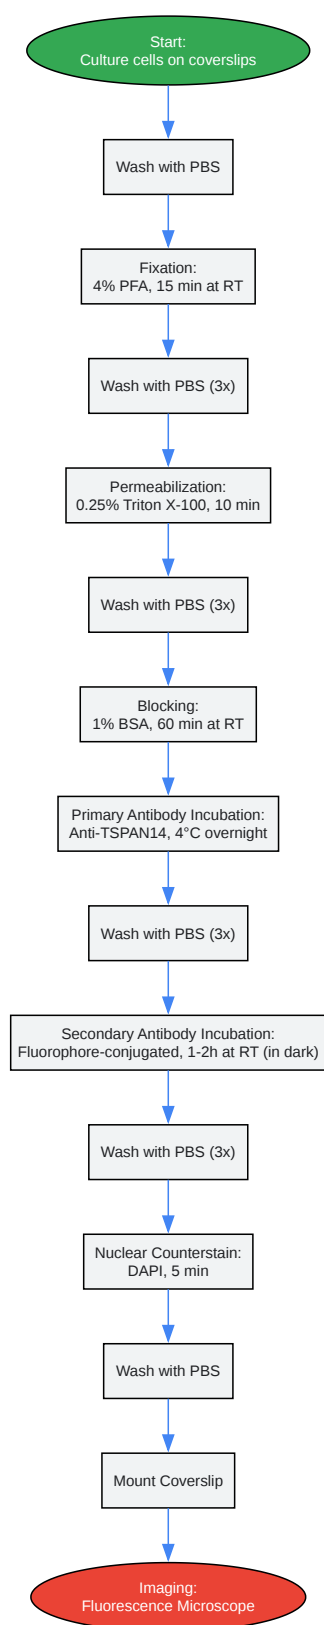 Start:
Culture cells on coverslips
Wash with PBS
Fixation:
4% PFA, 15 min at RT
Wash with PBS (3x)
Permeabilization:
0.25% Triton X-100, 10 min
Wash with PBS (3x)
Blocking:
1% BSA, 60 min at RT
Primary Antibody Incubation:
Anti-TSPAN14, 4°C overnight
Wash with PBS (3x)
Secondary Antibody Incubation:
Fluorophore-conjugated, 1-2h at RT (in dark)
Wash with PBS (3x)
Nuclear Counterstain:
DAPI, 5 min
Wash with PBS
Mount Coverslip
Imaging:
Fluorescence Microscope